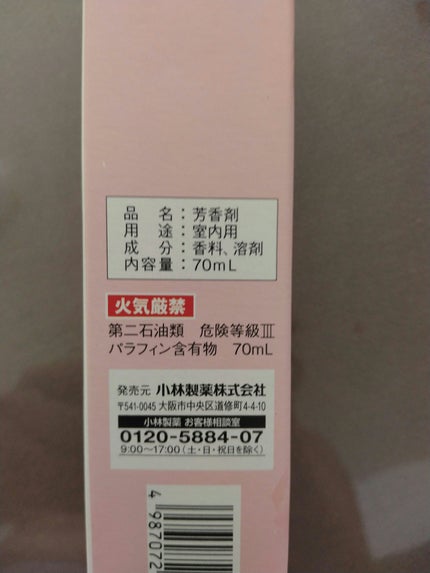 品　名：芳香剤
用　途：室内用
成　分：香料、溶剤
内容量：70mL
火気厳禁
第二石油類　危険等級Ⅲ
パラフィン含有物　70mL
発売元 小林製薬株式会社
〒541-0045 大阪市中央区道修町4-4-10
小林製薬 お客様相談室
0120-5884-07
9:00～17:00（土・日・祝日を除く）
4 987072